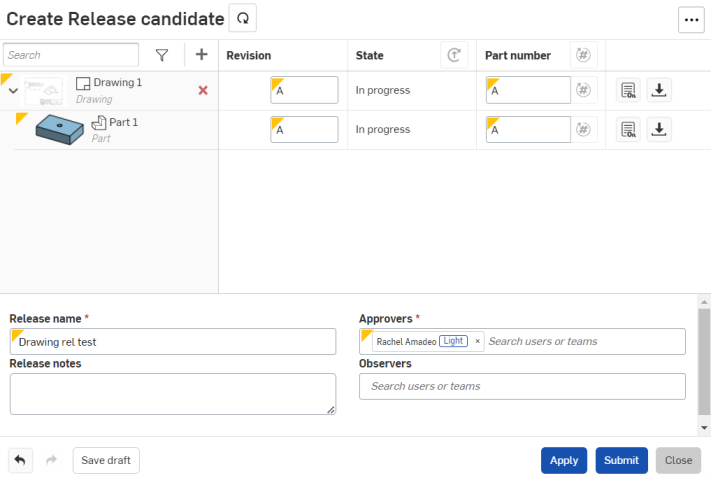 Create Release candidate
Search
Revision
State
Part number
Drawing 1
Drawing
A
In progress
A
Part 1
Part
A
In progress
A
Release name *
Approvers *
Drawing rel test
Rachel Amadeo Light × Search users or teams
Release notes
Observers
Search users or teams
Save draft
Apply
Submit
Close